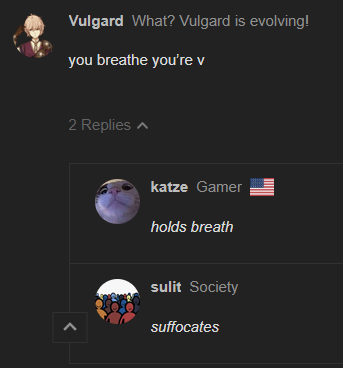 Vulgard What? Vulgard is evolving!
you breathe you’re v
2 Replies
katze Gamer
holds breath
sulit Society
suffocates